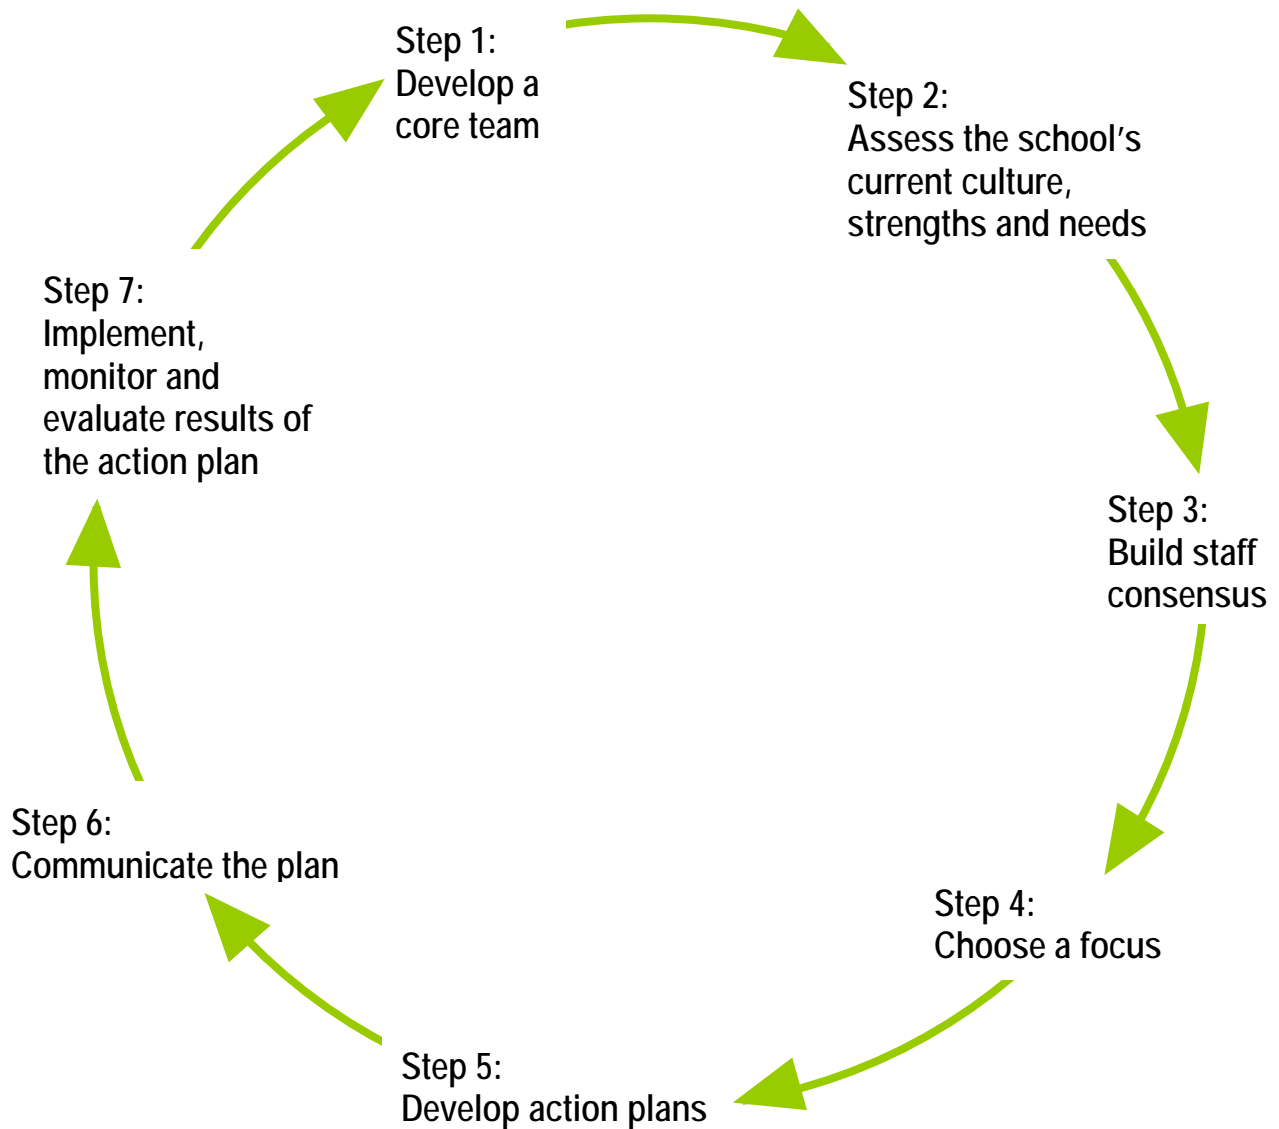 Step 1:
Develop a
core team
Step 2:
Assess the school’s
current culture,
strengths and needs
Step 3:
Build staff
consensus
Step 4:
Choose a focus
Step 5:
Develop action plans
Step 6:
Communicate the plan
Step 7:
Implement,
monitor and
evaluate results of
the action plan